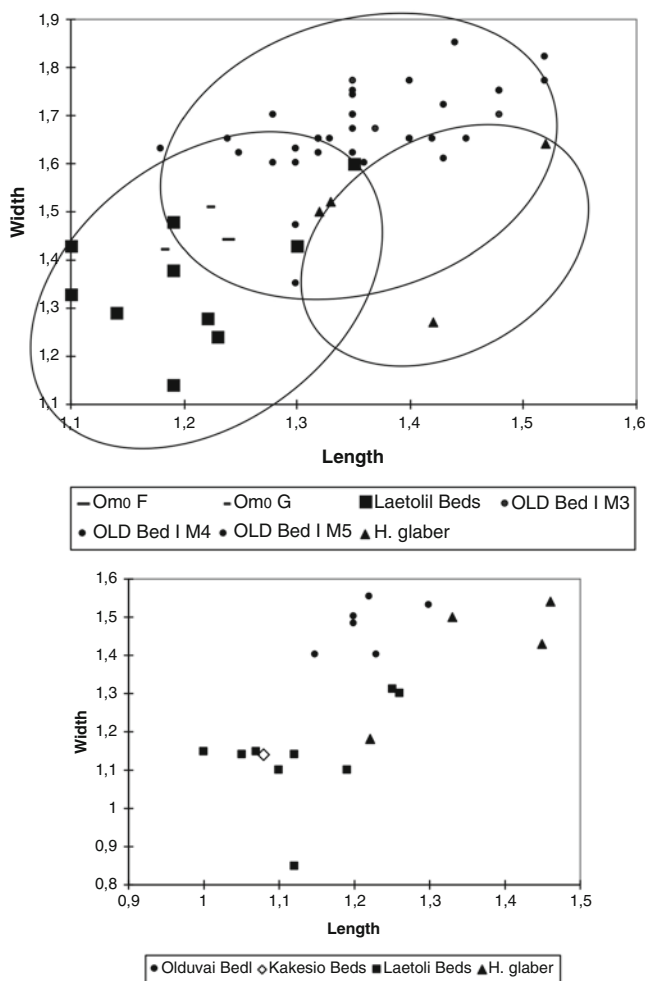 1,9
1,8
1,7
1,6
1,5
1,4
1,3
1,2
1,1
Width
1,1 1,2 1,3 1,4 1,5 1,6
Length
Omo F Omo G Laetolil Beds OLD Bed I M3
OLD Bed I M4 OLD Bed I M5 H. glaber
1,6
1,5
1,4
1,3
1,2
1,1
1
0,9
0,8
Width
0,9 1 1,1 1,2 1,3 1,4 1,5
Length
Olduvai BedI Kakesio Beds Laetoli Beds H. glaber